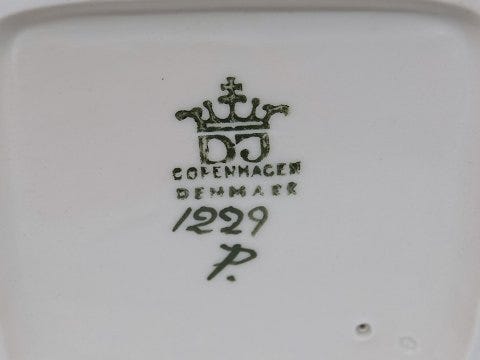 DJ
COPENHAGEN
DENMARK
1229
P.